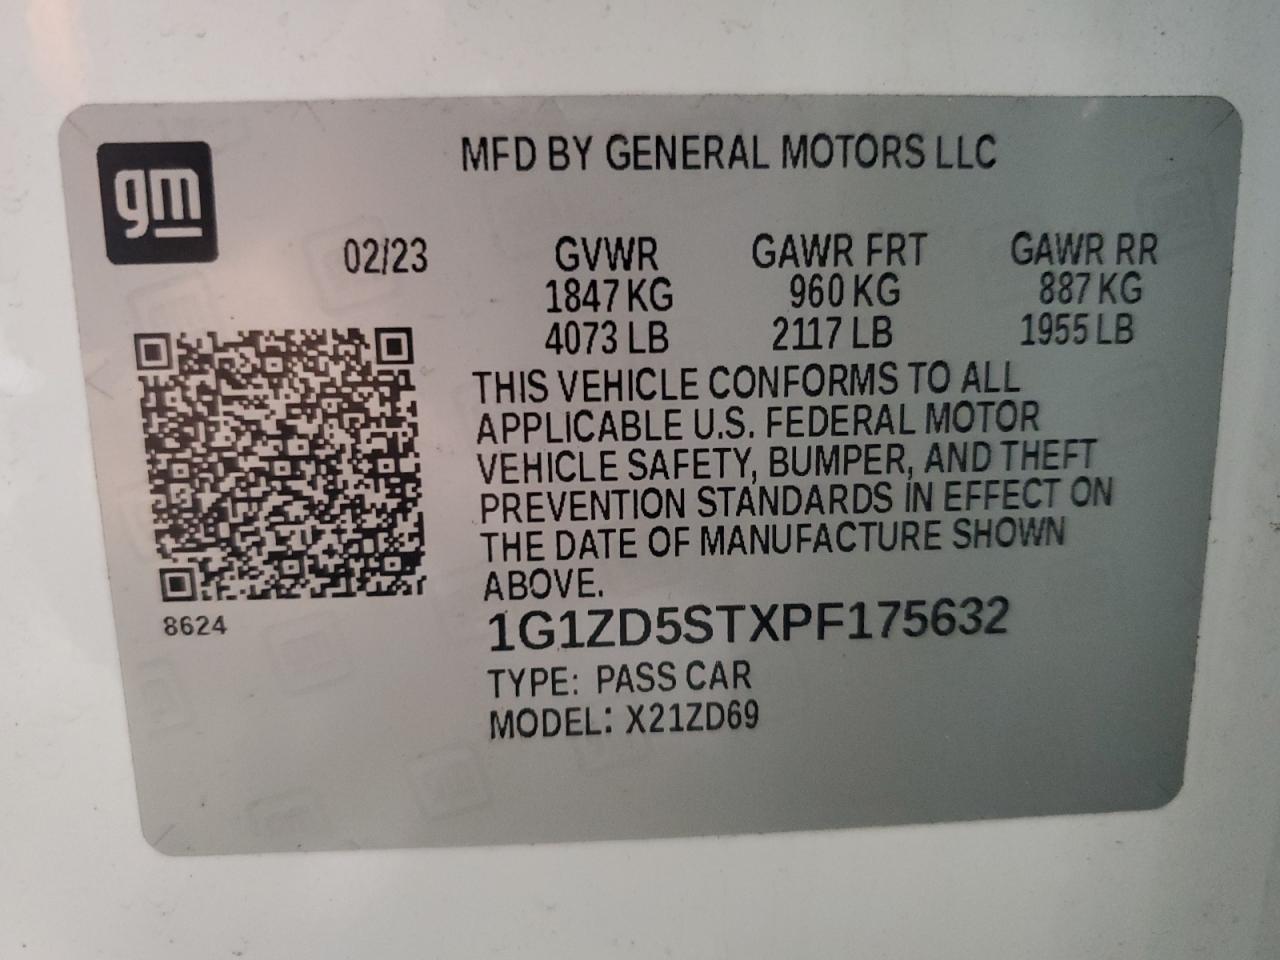 gm
MFD BY GENERAL MOTORS LLC
02/23 GVWR GAWR FRT GAWR RR
1847 KG 960 KG 887 KG
4073 LB 2117 LB 1955 LB
THIS VEHICLE CONFORMS TO ALL
APPLICABLE U.S. FEDERAL MOTOR
VEHICLE SAFETY, BUMPER, AND THEFT
PREVENTION STANDARDS IN EFFECT ON
THE DATE OF MANUFACTURE SHOWN
ABOVE.
8624
1G1ZD5STXPF175632
TYPE: PASS CAR
MODEL: X21ZD69